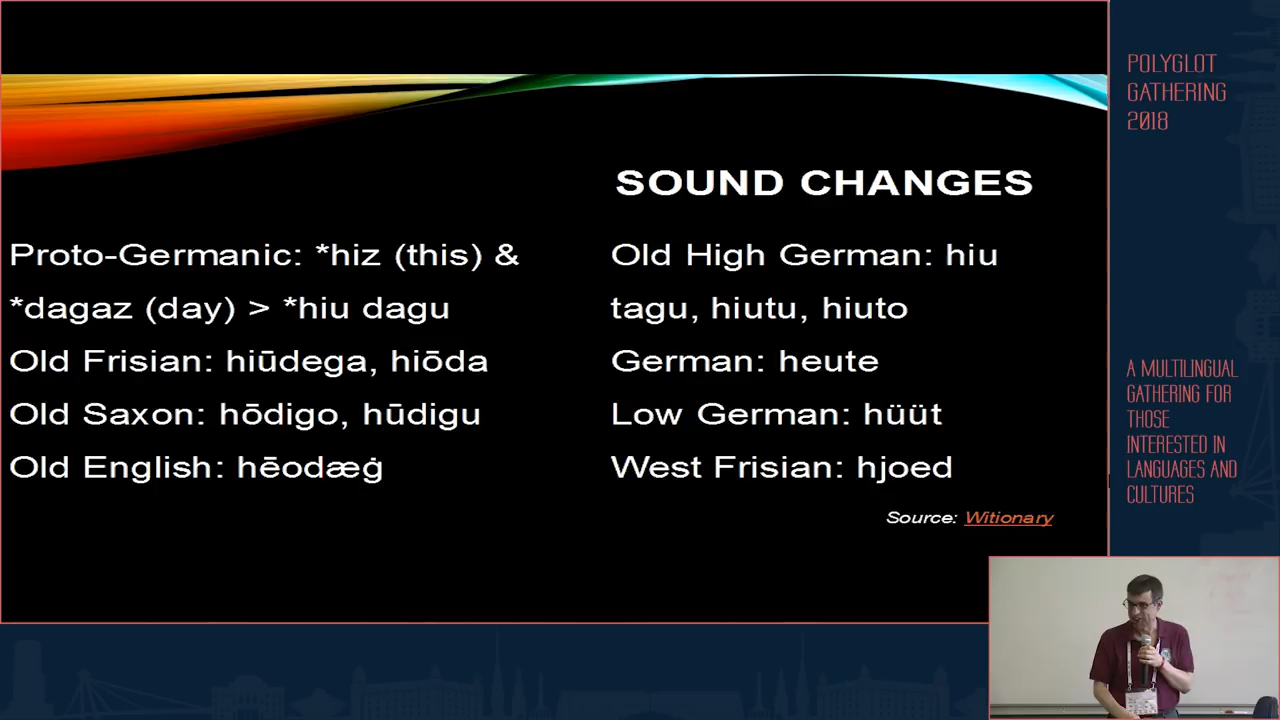 SOUND CHANGES
Proto-Germanic: *hiz (this) &
*dagaz (day) > *hiu dagu
Old Frisian: hiūdega, hiōda
Old Saxon: hōdigo, hūdigu
Old English: hēodæġ
Old High German: hiu
tagu, hiutu, hiuto
German: heute
Low German: hüüt
West Frisian: hjoed
Source: Witionary
POLYGLOT
GATHERING
2018
A MULTILINGUAL
GATHERING FOR
THOSE
INTERESTED IN
LANGUAGES AND
CULTURES